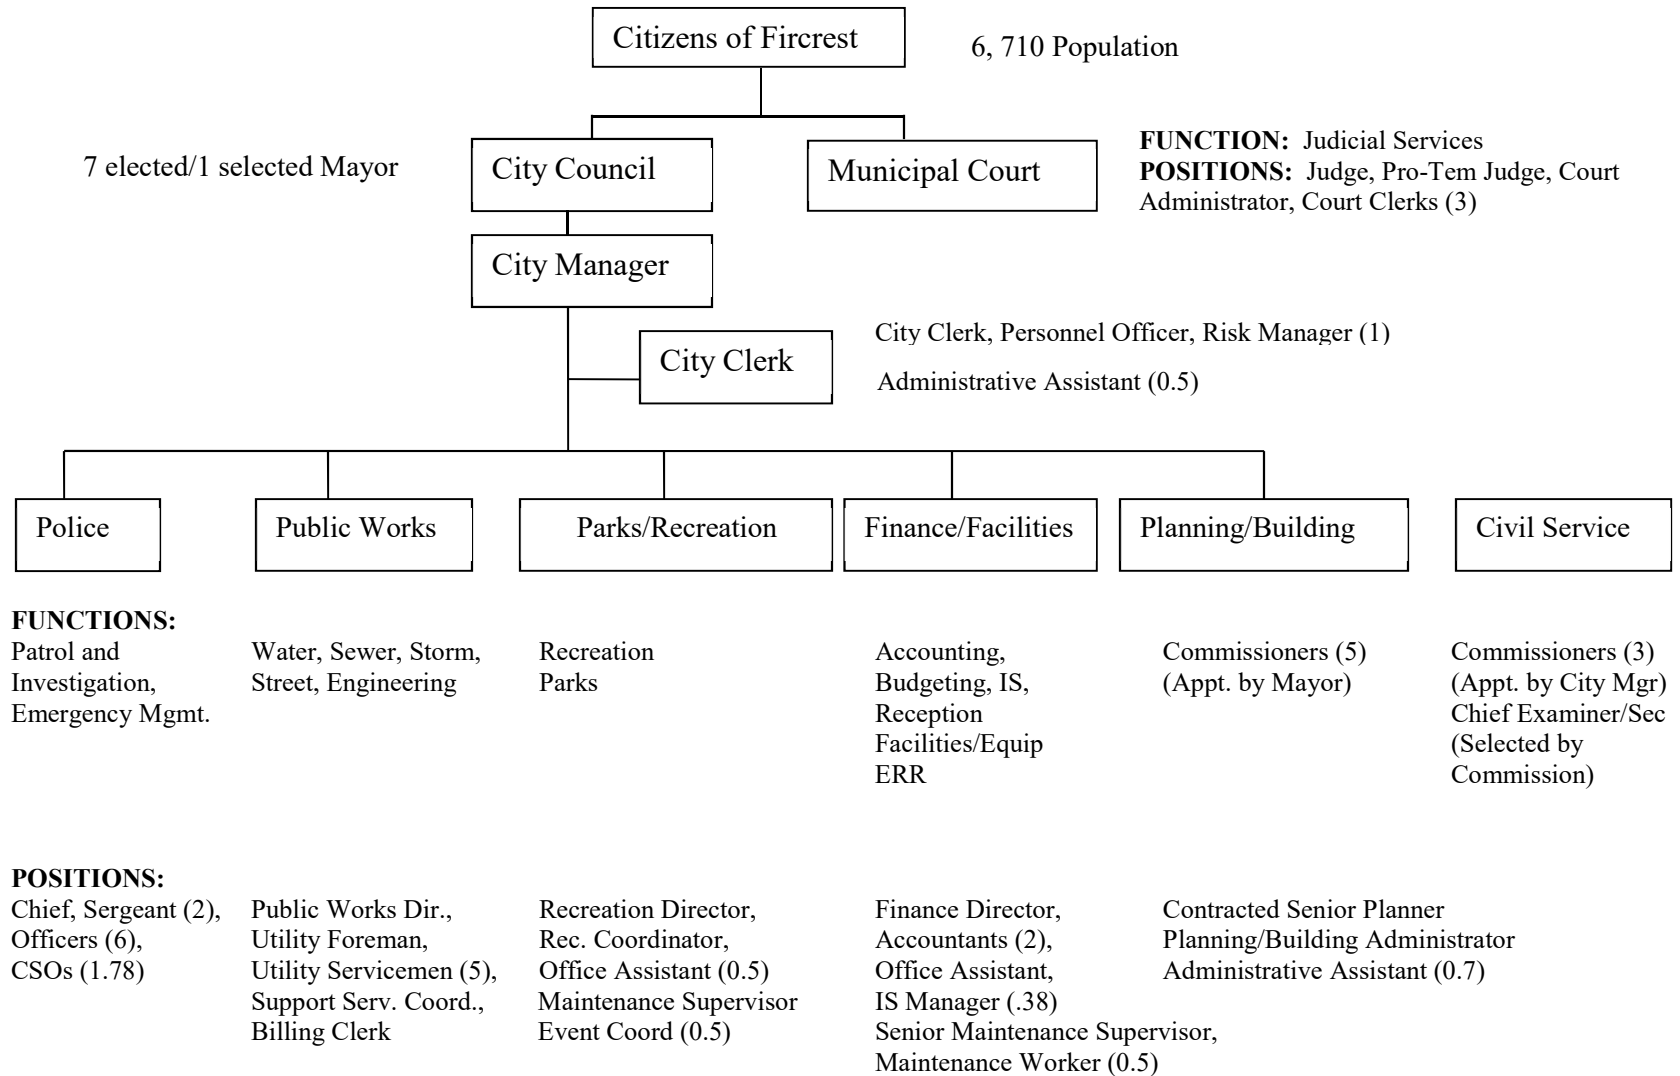 Citizens of Fircrest
6, 710 Population
7 elected/1 selected Mayor
City Council
Municipal Court
FUNCTION: Judicial Services
POSITIONS: Judge, Pro-Tem Judge, Court
Administrator, Court Clerks (3)
City Manager
City Clerk
City Clerk, Personnel Officer, Risk Manager (1)
Administrative Assistant (0.5)
Police
Public Works
Parks/Recreation
Finance/Facilities
Planning/Building
Civil Service
FUNCTIONS:
Patrol and
Investigation,
Emergency Mgmt.
Water, Sewer, Storm,
Street, Engineering
Recreation
Parks
Accounting,
Budgeting, IS,
Reception
Facilities/Equip
ERR
Commissioners (5)
(Appt. by Mayor)
Commissioners (3)
(Appt. by City Mgr)
Chief Examiner/Sec
(Selected by
Commission)
POSITIONS:
Chief, Sergeant (2),
Officers (6),
CSOs (1.78)
Public Works Dir.,
Utility Foreman,
Utility Servicemen (5),
Support Serv. Coord.,
Billing Clerk
Recreation Director,
Rec. Coordinator,
Office Assistant (0.5)
Maintenance Supervisor
Event Coord (0.5)
Finance Director,
Accountants (2),
Office Assistant,
IS Manager (.38)
Senior Maintenance Supervisor,
Maintenance Worker (0.5)
Contracted Senior Planner
Planning/Building Administrator
Administrative Assistant (0.7)